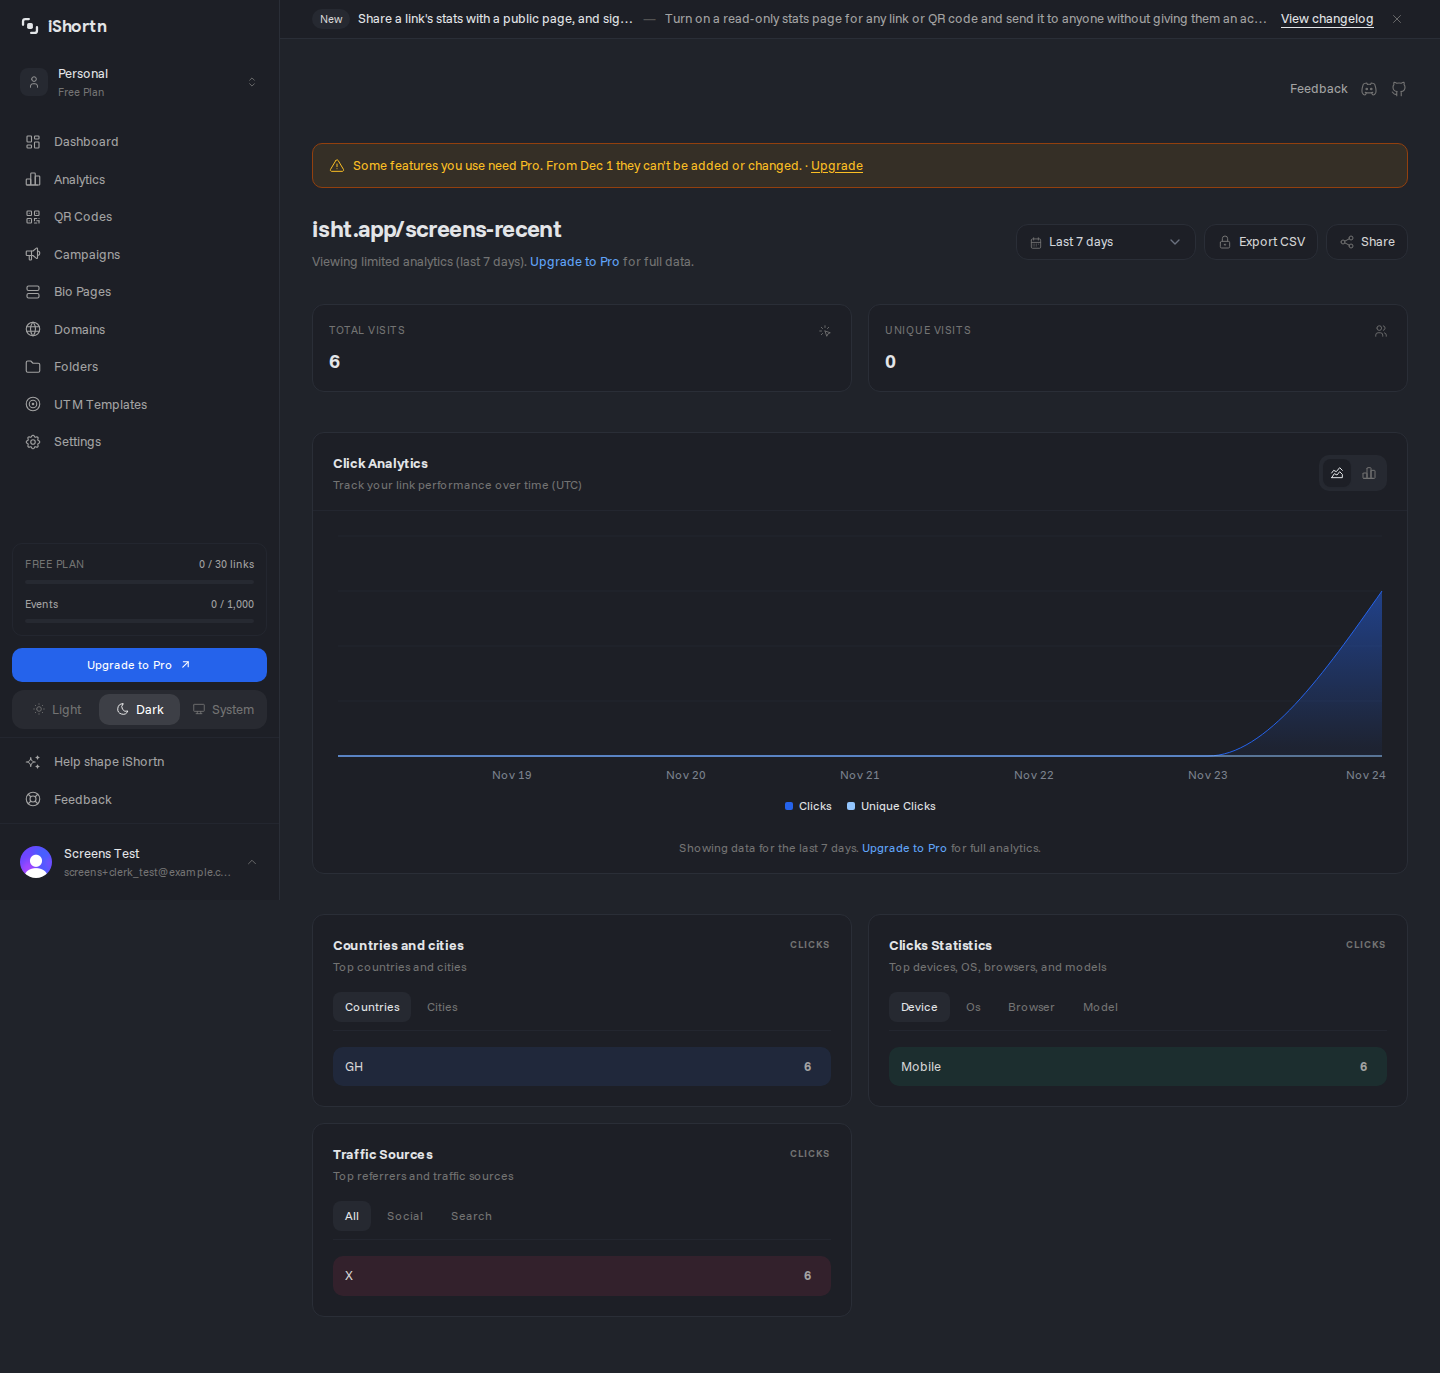 iShortn
Personal
Free Plan
Dashboard
Analytics
QR Codes
Campaigns
Bio Pages
Domains
Folders
UTM Templates
Settings
FREE PLAN 0 / 30 links
Events 0 / 1,000
Upgrade to Pro
Light Dark System
Help shape iShortn
Feedback
Screens Test
screens+clerk_test@example.c...
New Share a link's stats with a public page, and sig... — Turn on a read-only stats page for any link or QR code and send it to anyone without giving them an ac... View changelog
Feedback
Some features you use need Pro. From Dec 1 they can't be added or changed. · Upgrade
isht.app/screens-recent
Viewing limited analytics (last 7 days). Upgrade to Pro for full data.
Last 7 days Export CSV Share
TOTAL VISITS
6
UNIQUE VISITS
0
Click Analytics
Track your link performance over time (UTC)
Nov 19 Nov 20 Nov 21 Nov 22 Nov 23 Nov 24
Clicks Unique Clicks
Showing data for the last 7 days. Upgrade to Pro for full analytics.
Countries and cities CLICKS
Top countries and cities
Countries Cities
GH 6
Clicks Statistics CLICKS
Top devices, OS, browsers, and models
Device Os Browser Model
Mobile 6
Traffic Sources CLICKS
Top referrers and traffic sources
All Social Search
X 6